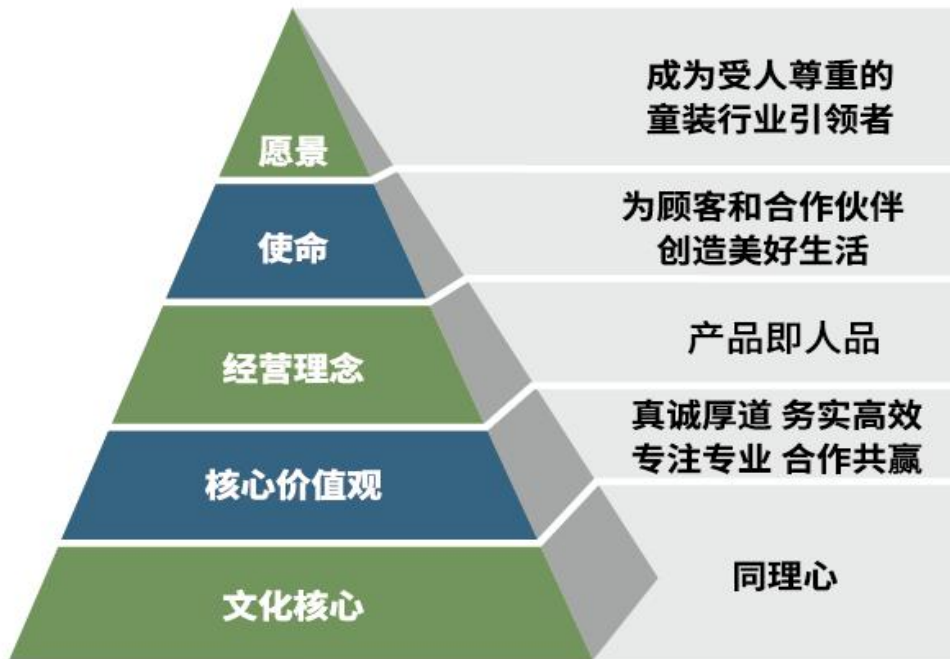 愿景
成为受人尊重的
童装行业引领者
使命
为顾客和合作伙伴
创造美好生活
经营理念
产品即人品
核心价值观
真诚厚道 务实高效
专注专业 合作共赢
文化核心
同理心